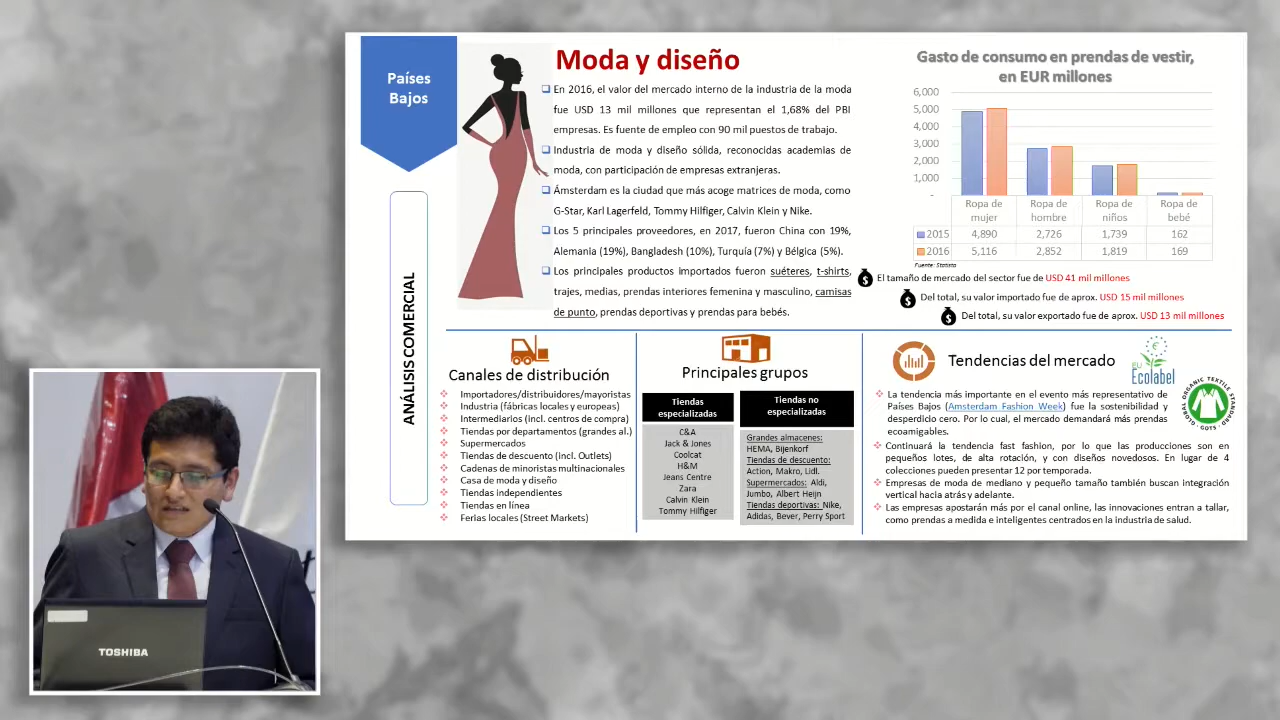 Países
Bajos
ANÁLISIS COMERCIAL
Moda y diseño
En 2016, el valor del mercado interno de la industria de la moda
fue USD 13 mil millones que representan el 1,68% del PBI
empresas. Es fuente de empleo con 90 mil puestos de trabajo.
Industria de moda y diseño sólida, reconocidas academias de
moda, con participación de empresas extranjeras.
Ámsterdam es la ciudad que más acoge matrices de moda, como
G-Star, Karl Lagerfeld, Tommy Hilfiger, Calvin Klein y Nike.
Los 5 principales proveedores, en 2017, fueron China con 19%,
Alemania (19%), Bangladesh (10%), Turquía (7%) y Bélgica (5%).
Los principales productos importados fueron suéteres, t-shirts,
trajes, medias, prendas interiores femenina y masculino, camisas
de punto, prendas deportivas y prendas para bebés.
Gasto de consumo en prendas de vestir,
en EUR millones
6,000
5,000
4,000
3,000
2,000
1,000
-
Ropa de mujer Ropa de hombre Ropa de niños Ropa de bebé
2015 4,890 2,726 1,739 162
2016 5,116 2,852 1,819 169
Fuente: Statista
El tamaño de mercado del sector fue de USD 41 mil millones
Del total, su valor importado fue de aprox. USD 15 mil millones
Del total, su valor exportado fue de aprox. USD 13 mil millones
Canales de distribución
Importadores/distribuidores/mayoristas
Industria (fábricas locales y europeas)
Intermediarios (incl. centros de compra)
Tiendas por departamentos (grandes al.)
Supermercados
Tiendas de descuento (incl. Outlets)
Cadenas de minoristas multinacionales
Casa de moda y diseño
Tiendas independientes
Tiendas en línea
Ferias locales (Street Markets)
Principales grupos
Tiendas
especializadas
C&A
Jack & Jones
Coolcat
H&M
Jeans Centre
Zara
Calvin Klein
Tommy Hilfiger
Tiendas no
especializadas
Grandes almacenes:
HEMA, Bijenkorf
Tiendas de descuento:
Action, Makro, Lidl.
Supermercados: Aldi,
Jumbo, Albert Heijn
Tiendas deportivas: Nike,
Adidas, Bever, Perry Sport
Tendencias del mercado
EU
Ecolabel
GLOBAL ORGANIC TEXTILE STANDARD
GOTS
La tendencia más importante en el evento más representativo de
Países Bajos (Amsterdam Fashion Week) fue la sostenibilidad y
desperdicio cero. Por lo cual, el mercado demandará más prendas
ecoamigables.
Continuará la tendencia fast fashion, por lo que las producciones son en
pequeños lotes, de alta rotación, y con diseños novedosos. En lugar de 4
colecciones pueden presentar 12 por temporada.
Empresas de moda de mediano y pequeño tamaño también buscan integración
vertical hacia atrás y adelante.
Las empresas apostarán más por el canal online, las innovaciones entran a tallar,
como prendas a medida e inteligentes centrados en la industria de salud.
TOSHIBA